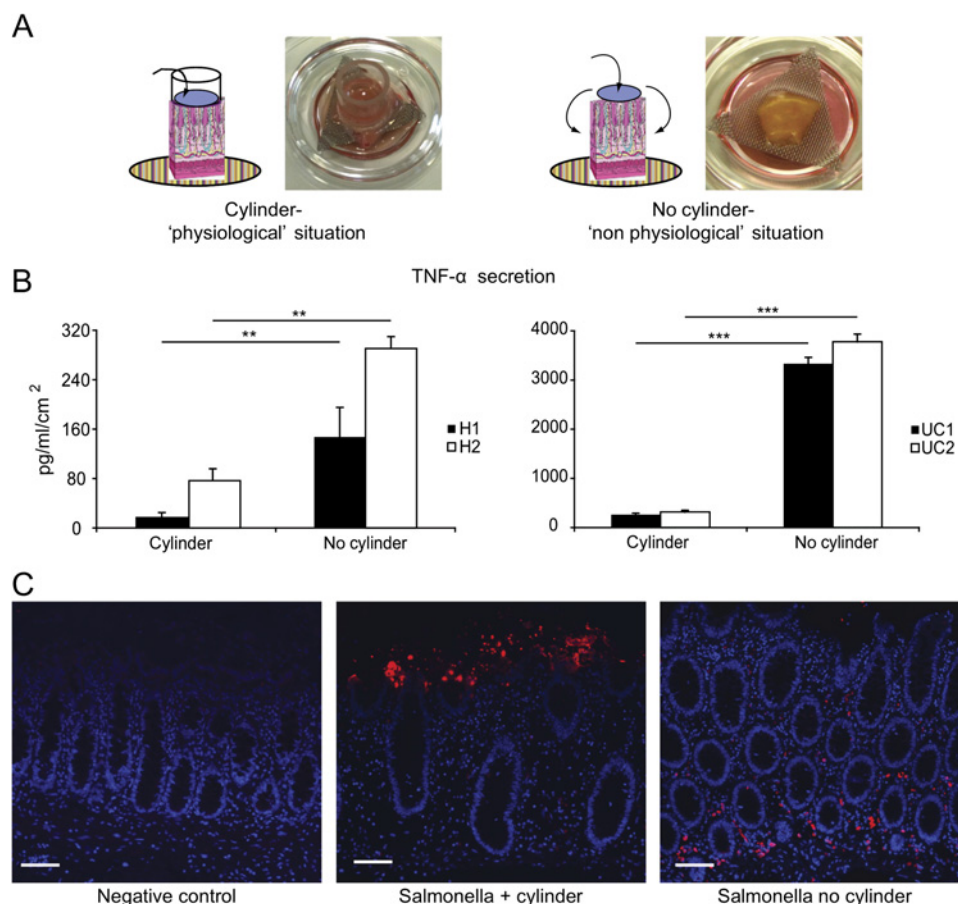 A
Cylinder-
'physiological' situation
No cylinder-
'non physiological' situation
B
TNF-α secretion
pg/ml/cm²
320
240
160
80
0
**
**
Cylinder
No cylinder
H1
H2
4000
3000
2000
1000
0
***
***
Cylinder
No cylinder
UC1
UC2
C
Negative control
Salmonella + cylinder
Salmonella no cylinder